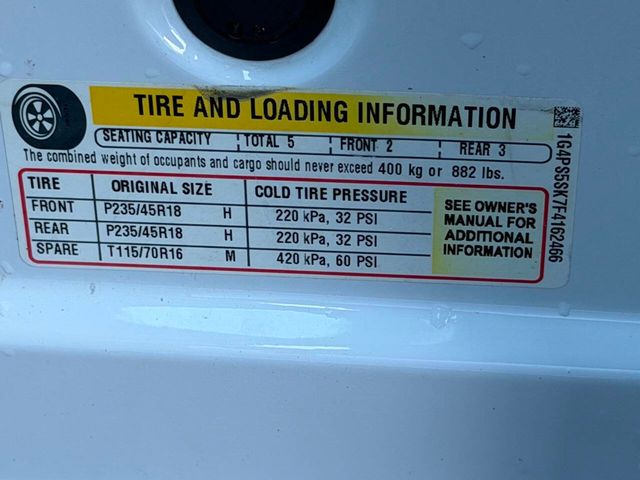 TIRE AND LOADING INFORMATION
SEATING CAPACITY TOTAL 5 FRONT 2 REAR 3
The combined weight of occupants and cargo should never exceed 400 kg or 882 lbs.
TIRE ORIGINAL SIZE COLD TIRE PRESSURE
FRONT P235/45R18 H 220 kPa, 32 PSI
REAR P235/45R18 H 220 kPa, 32 PSI
SPARE T115/70R16 M 420 kPa, 60 PSI
SEE OWNER'S
MANUAL FOR
ADDITIONAL
INFORMATION
1G4PS5SK7F4162466